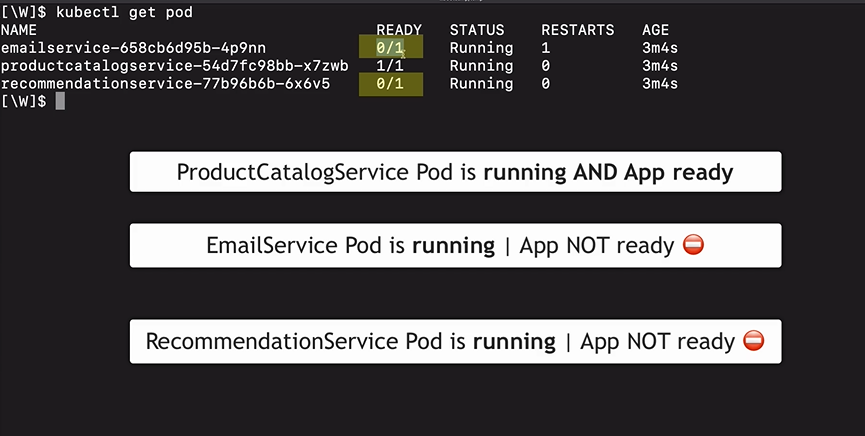 [\W]$ kubectl get pod
NAME READY STATUS RESTARTS AGE
emailservice-658cb6d95b-4p9nn 0/1 Running 1 3m4s
productcatalogservice-54d7fc98bb-x7zwb 1/1 Running 0 3m4s
recommendationservice-77b96b6b-6x6v5 0/1 Running 0 3m4s
[\W]$
ProductCatalogService Pod is running AND App ready
EmailService Pod is running | App NOT ready ⛔
RecommendationService Pod is running | App NOT ready ⛔